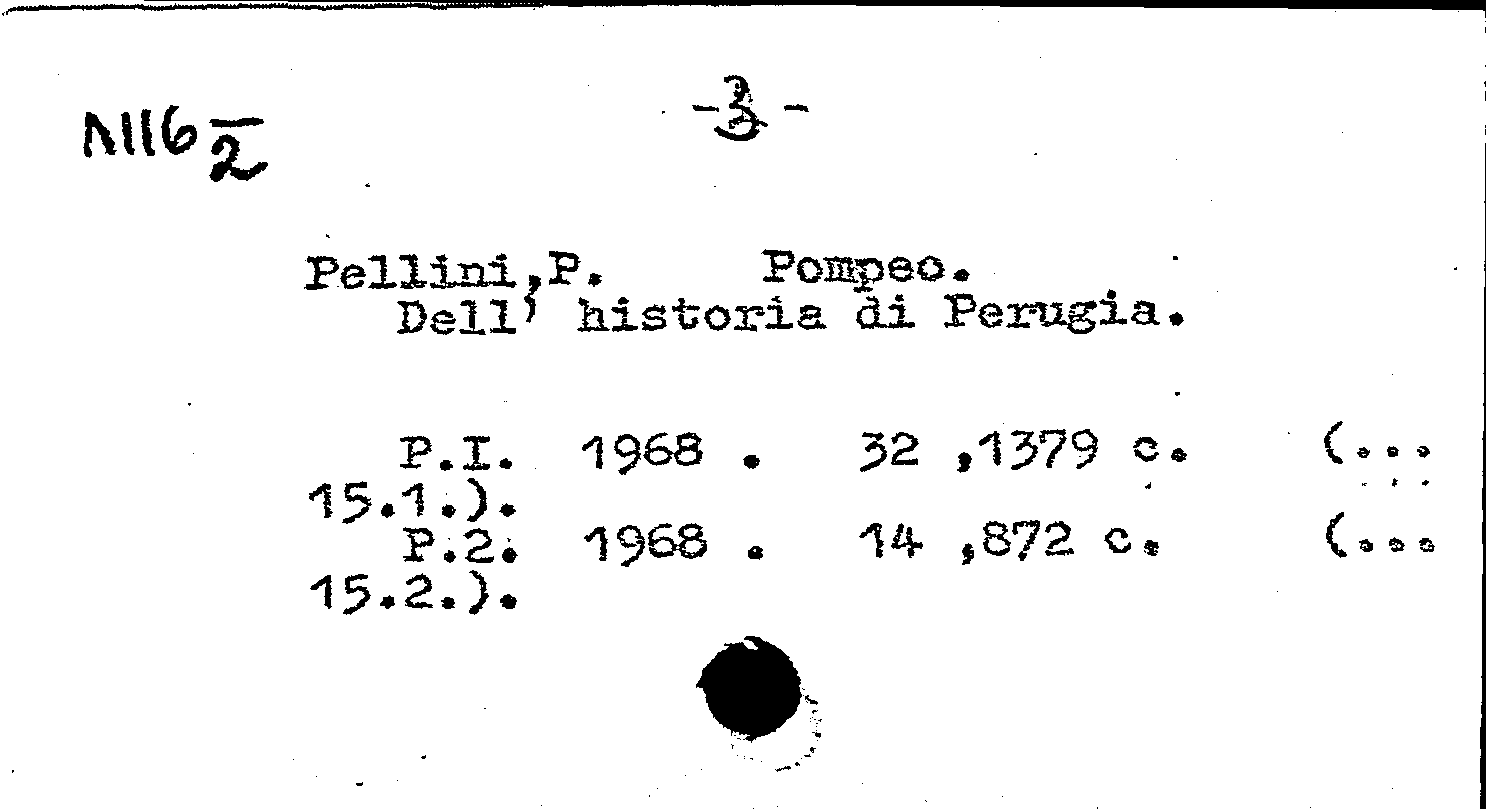 -3-
Λ116 2
Pellini,P. Pompeo.
Dell' historia di Perugia.
P.I. 1968 . 32 ,1379 c. (...
15.1.).
P.2. 1968 . 14 ,872 c. (...
15.2.).